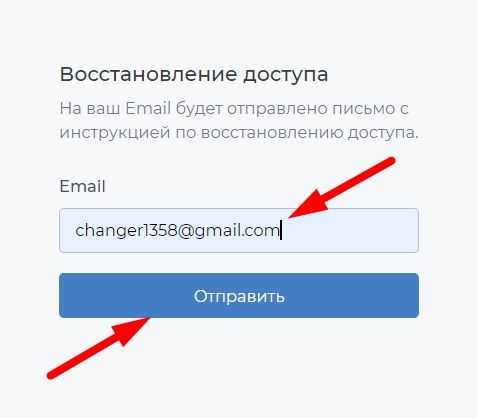 Восстановление доступа
На ваш Email будет отправлено письмо с
инструкцией по восстановлению доступа.
Email
changer1358@gmail.com
Отправить